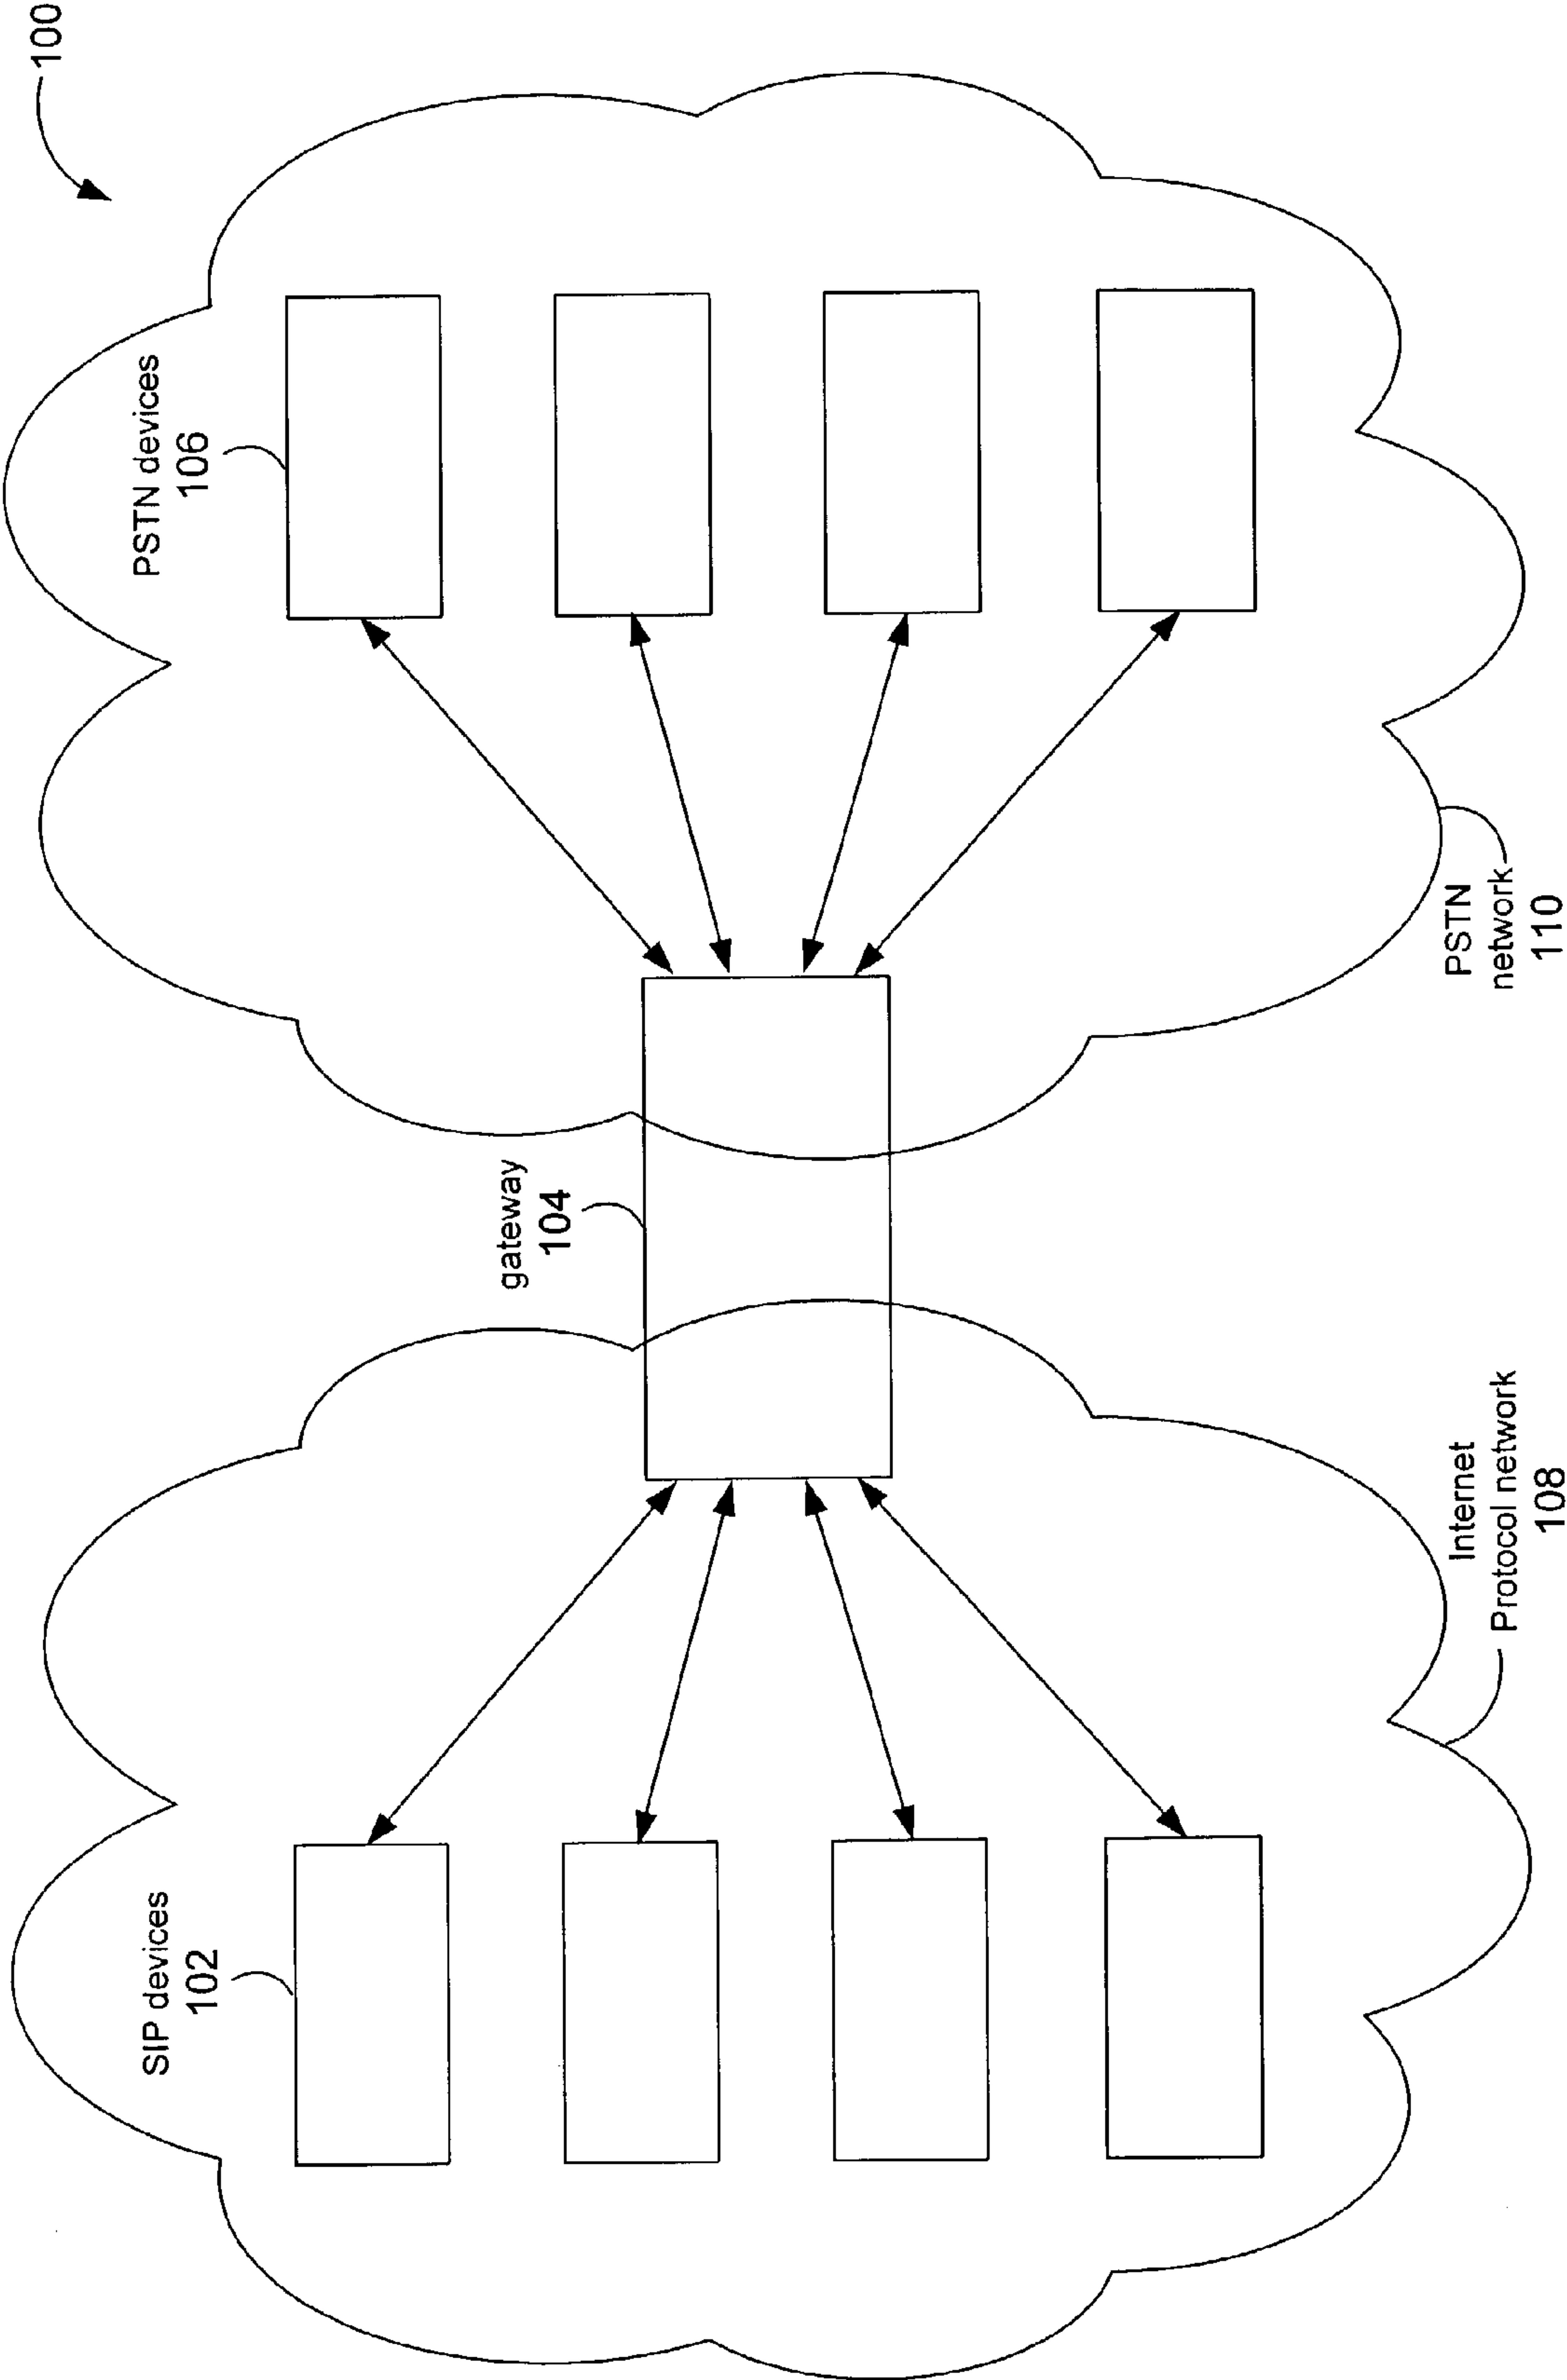 100
SIP devices
102
gateway
104
PSTN devices
106
Internet
Protocol network
108
PSTN
network
110